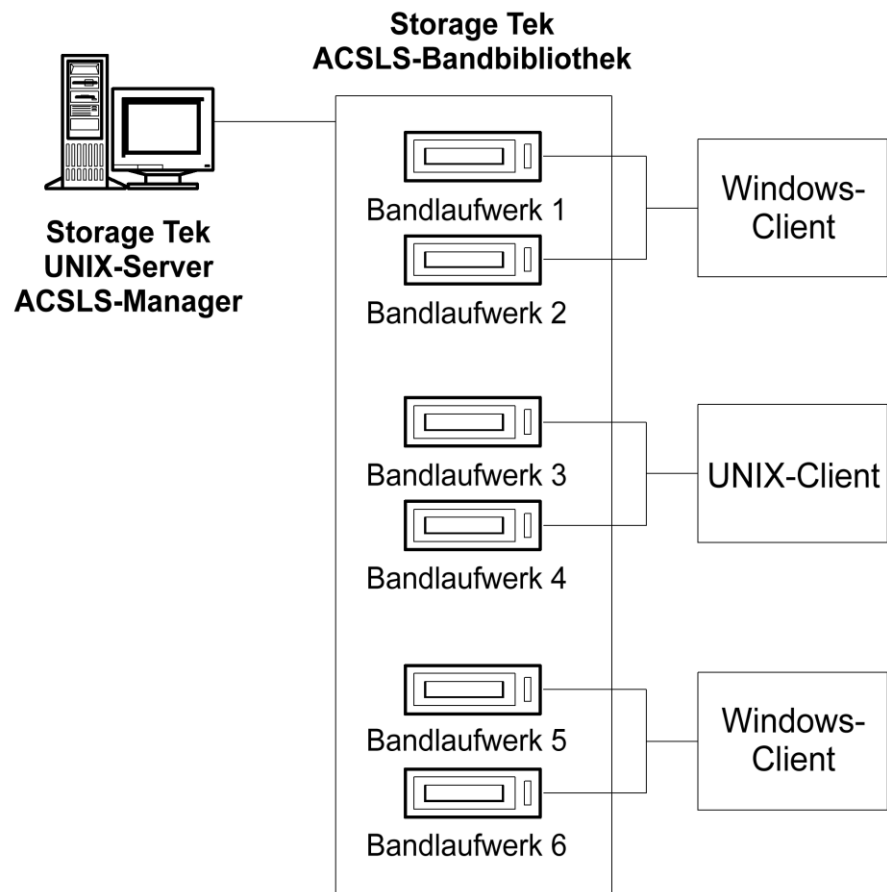 Storage Tek
ACSLS-Bandbibliothek
Storage Tek
UNIX-Server
ACSLS-Manager
Bandlaufwerk 1
Bandlaufwerk 2
Windows-
Client
Bandlaufwerk 3
Bandlaufwerk 4
UNIX-Client
Bandlaufwerk 5
Bandlaufwerk 6
Windows-
Client